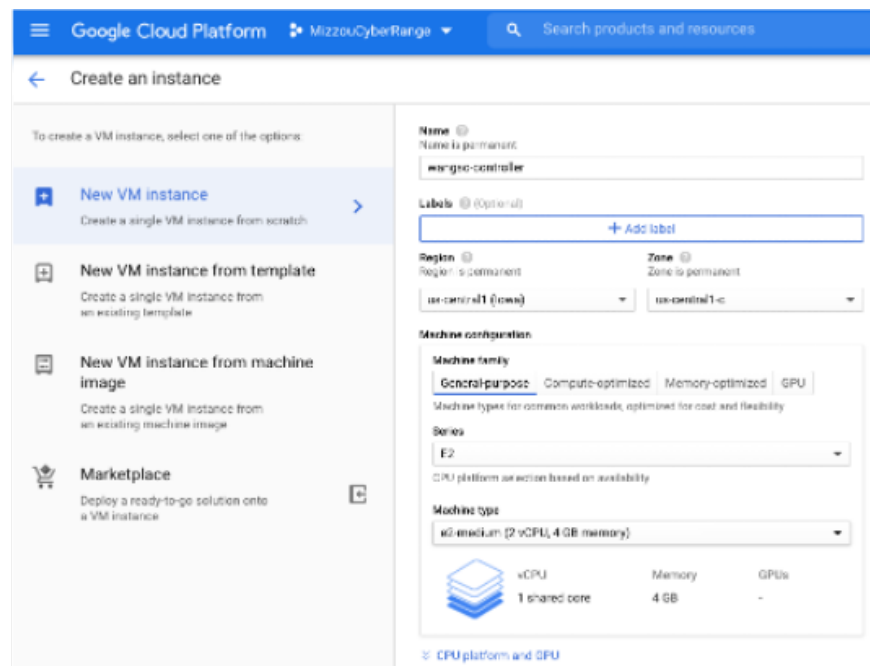 Google Cloud Platform
MizzouCyberRange
Search products and resources
Create an instance
To create a VM instance, select one of the options:
New VM instance
Create a single VM instance from scratch
New VM instance from template
Create a single VM instance from
an existing template
New VM instance from machine
image
Create a single VM instance from
an existing machine image
Marketplace
Deploy a ready-to-go solution onto
a VM instance
Name
Name is permanent
wangso-controller
Labels (Optional)
+ Add label
Region
Region is permanent
us-central1 (Iowa)
Zone
Zone is permanent
us-central1-c
Machine configuration
Machine family
General-purpose Compute-optimized Memory-optimized GPU
Machine types for common workloads, optimized for cost and flexibility
Series
E2
CPU platform selection based on availability
Machine type
e2-medium (2 vCPU, 4 GB memory)
vCPU Memory GPUs
1 shared core 4 GB -
CPU platform and GPU